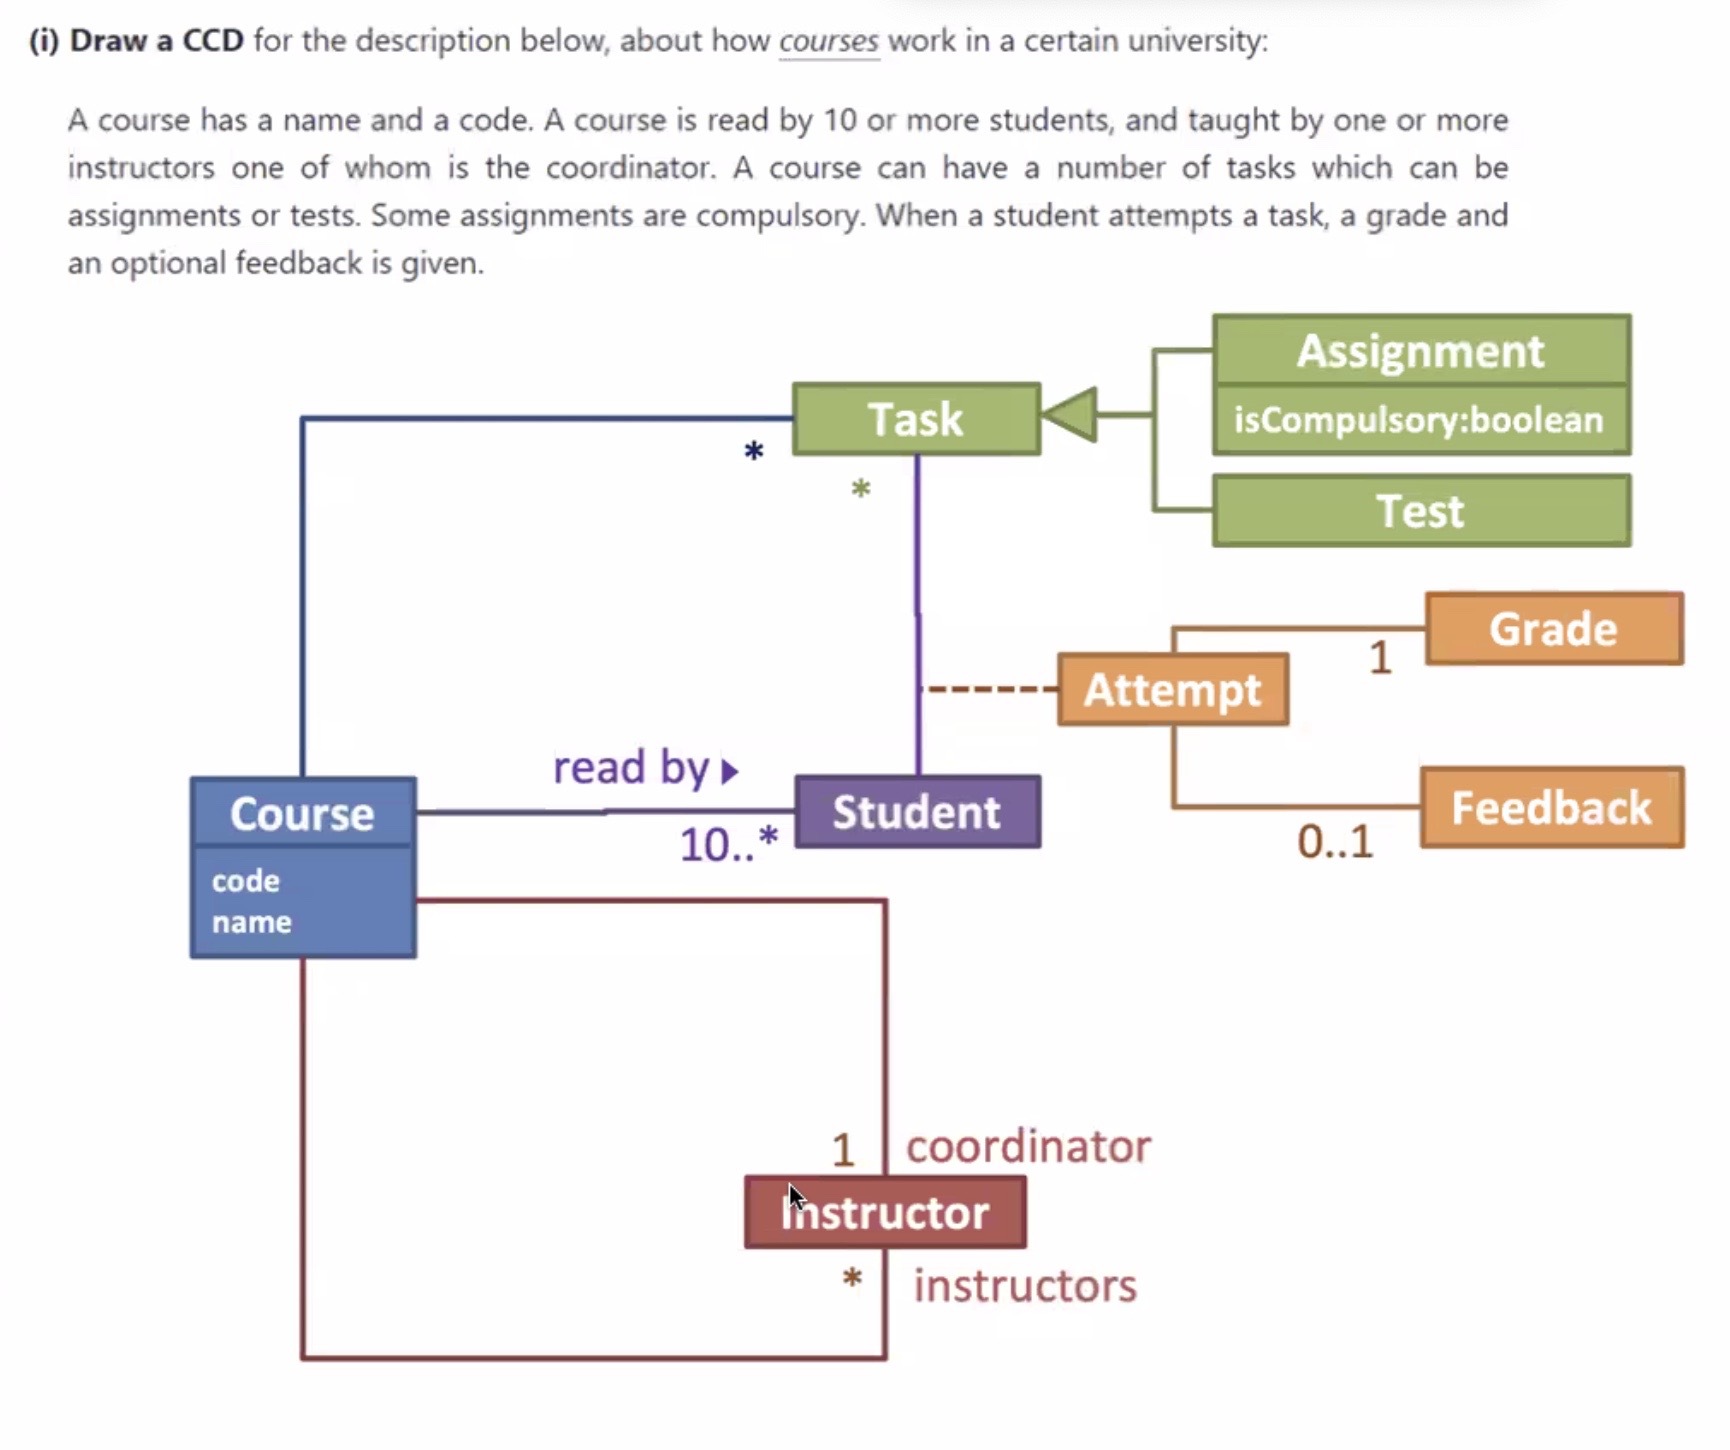 (i) Draw a CCD for the description below, about how courses work in a certain university:
A course has a name and a code. A course is read by 10 or more students, and taught by one or more
instructors one of whom is the coordinator. A course can have a number of tasks which can be
assignments or tests. Some assignments are compulsory. When a student attempts a task, a grade and
an optional feedback is given.
Assignment
isCompulsory:boolean
Task
*
*
Test
Grade
1
Attempt
read by ▶
Course
code
name
Student
10..*
Feedback
0..1
1 coordinator
Instructor
* instructors